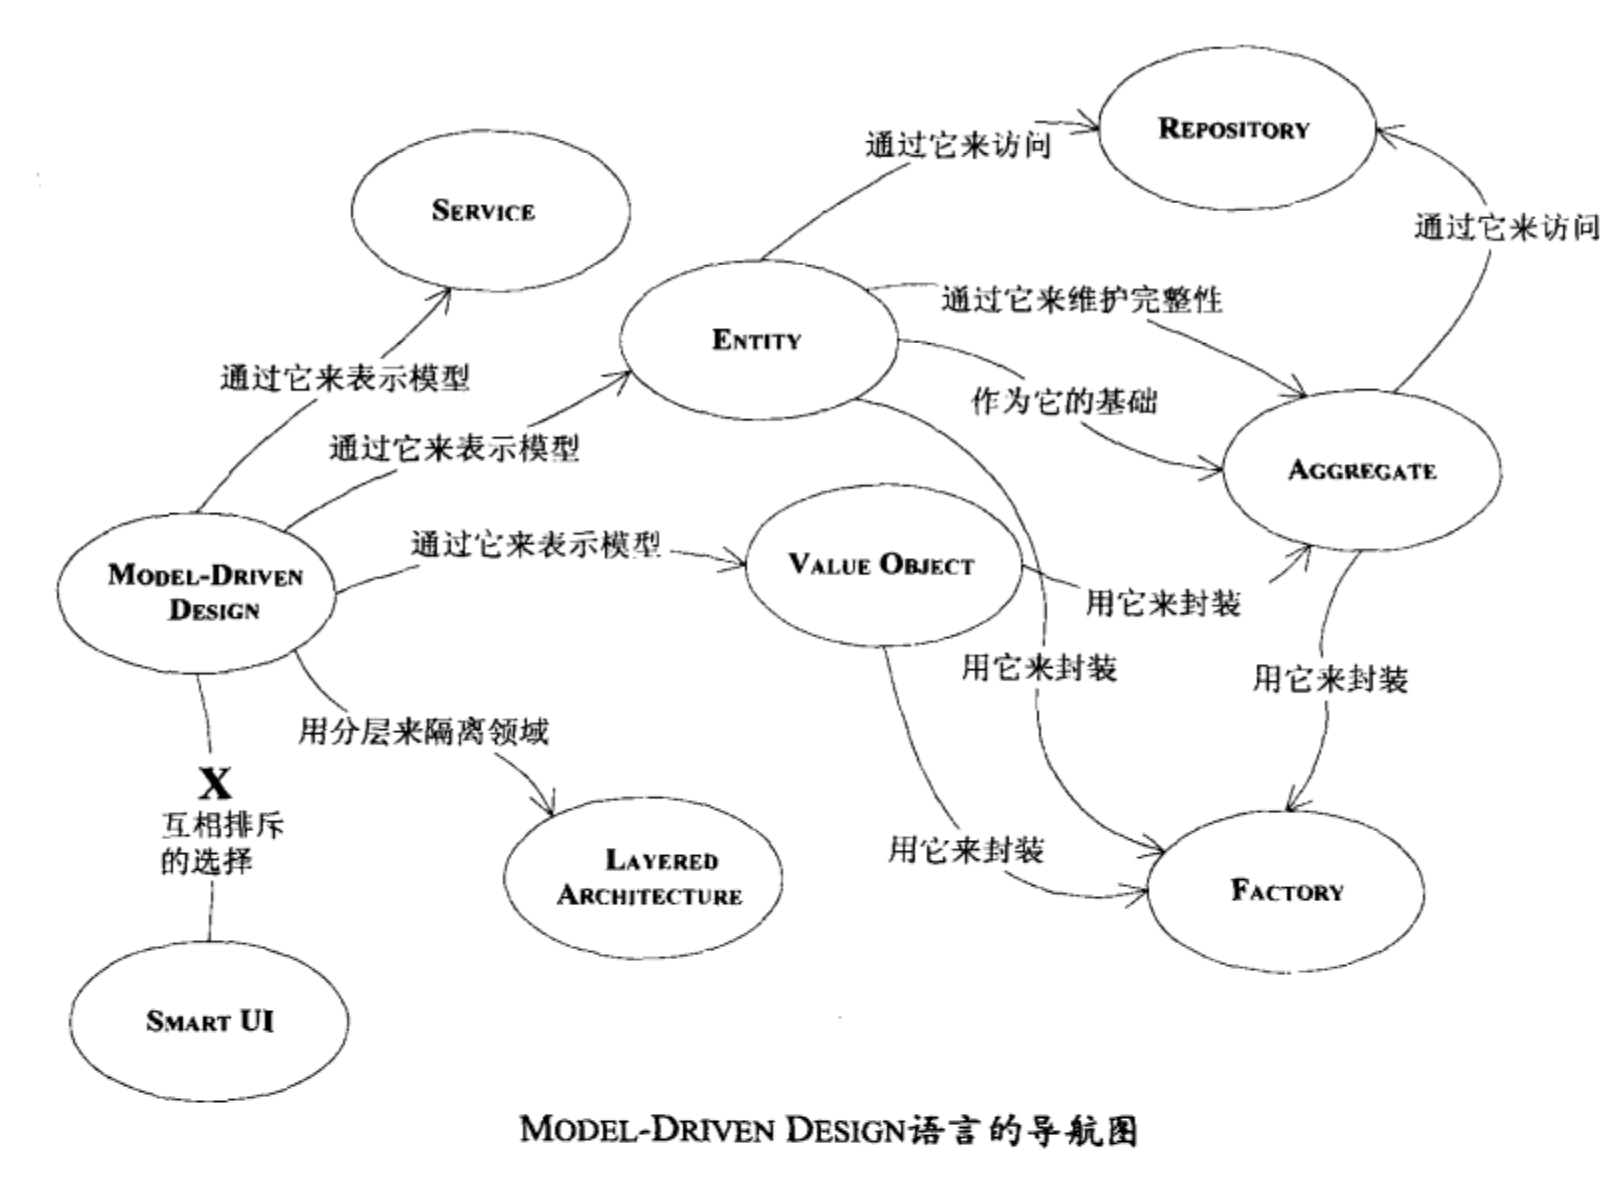 REPOSITORY
通过它来访问
SERVICE
通过它来访问
通过它来维护完整性
ENTITY
通过它来表示模型
作为它的基础
通过它来表示模型
AGGREGATE
通过它来表示模型
VALUE OBJECT
MODEL-DRIVEN
DESIGN
用它来封装
用它来封装
用它来封装
用分层来隔离领域
X
互相排斥
的选择
用它来封装
LAYERED
ARCHITECTURE
FACTORY
SMART UI
MODEL-DRIVEN DESIGN语言的导航图